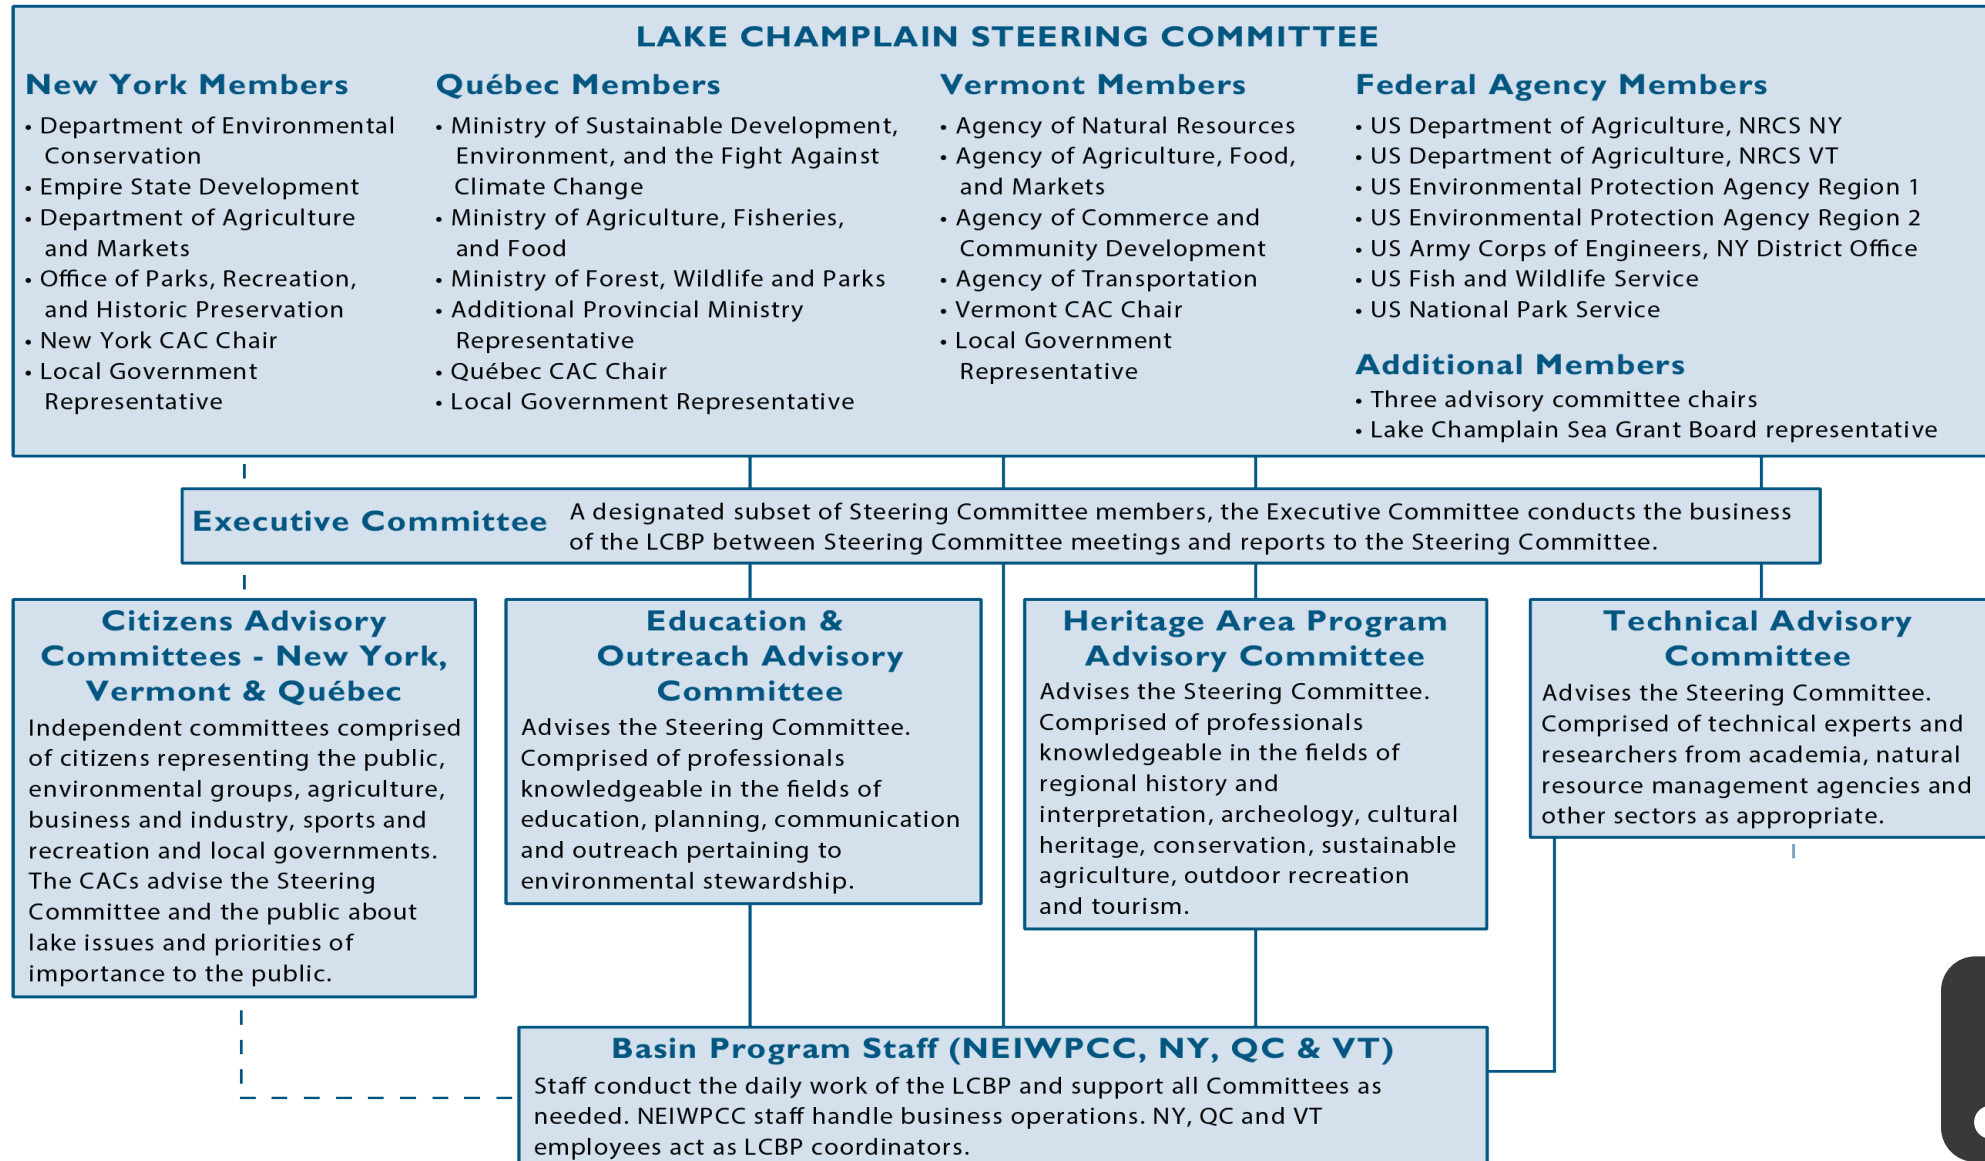 LAKE CHAMPLAIN STEERING COMMITTEE
New York Members
• Department of Environmental
Conservation
• Empire State Development
• Department of Agriculture
and Markets
• Office of Parks, Recreation,
and Historic Preservation
• New York CAC Chair
• Local Government
Representative
Québec Members
• Ministry of Sustainable Development,
Environment, and the Fight Against
Climate Change
• Ministry of Agriculture, Fisheries,
and Food
• Ministry of Forest, Wildlife and Parks
• Additional Provincial Ministry
Representative
• Québec CAC Chair
• Local Government Representative
Vermont Members
• Agency of Natural Resources
• Agency of Agriculture, Food,
and Markets
• Agency of Commerce and
Community Development
• Agency of Transportation
• Vermont CAC Chair
• Local Government
Representative
Federal Agency Members
• US Department of Agriculture, NRCS NY
• US Department of Agriculture, NRCS VT
• US Environmental Protection Agency Region 1
• US Environmental Protection Agency Region 2
• US Army Corps of Engineers, NY District Office
• US Fish and Wildlife Service
• US National Park Service
Additional Members
• Three advisory committee chairs
• Lake Champlain Sea Grant Board representative
Executive Committee
A designated subset of Steering Committee members, the Executive Committee conducts the business
of the LCBP between Steering Committee meetings and reports to the Steering Committee.
Citizens Advisory
Committees - New York,
Vermont & Québec
Independent committees comprised
of citizens representing the public,
environmental groups, agriculture,
business and industry, sports and
recreation and local governments.
The CACs advise the Steering
Committee and the public about
lake issues and priorities of
importance to the public.
Education &
Outreach Advisory
Committee
Advises the Steering Committee.
Comprised of professionals
knowledgeable in the fields of
education, planning, communication
and outreach pertaining to
environmental stewardship.
Heritage Area Program
Advisory Committee
Advises the Steering Committee.
Comprised of professionals
knowledgeable in the fields of
regional history and
interpretation, archeology, cultural
heritage, conservation, sustainable
agriculture, outdoor recreation
and tourism.
Technical Advisory
Committee
Advises the Steering Committee.
Comprised of technical experts and
researchers from academia, natural
resource management agencies and
other sectors as appropriate.
Basin Program Staff (NEIWPCC, NY, QC & VT)
Staff conduct the daily work of the LCBP and support all Committees as
needed. NEIWPCC staff handle business operations. NY, QC and VT
employees act as LCBP coordinators.